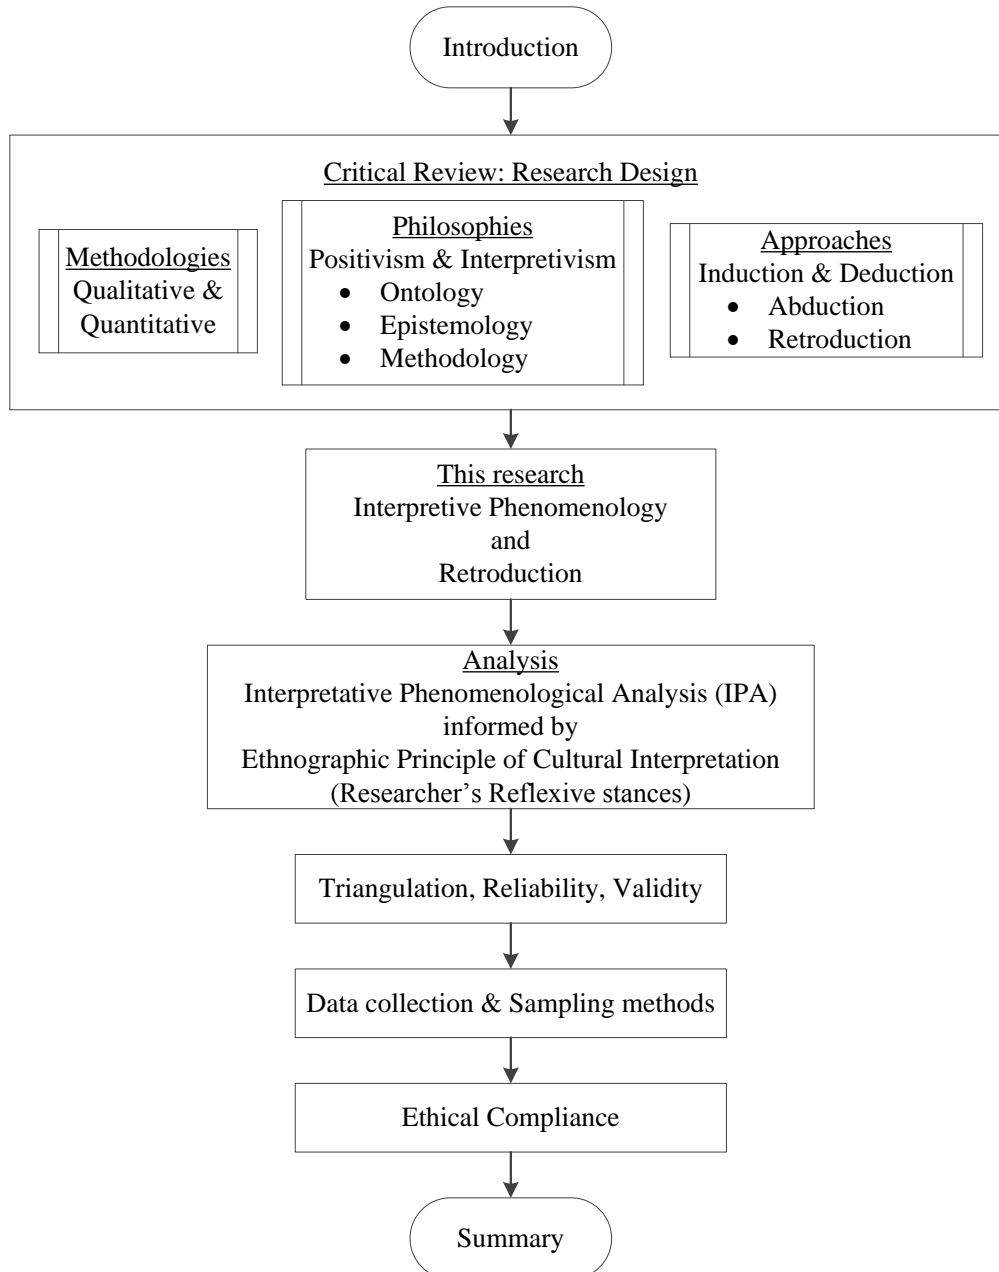 Introduction
Critical Review: Research Design
Methodologies
Qualitative &
Quantitative
Philosophies
Positivism & Interpretivism
• Ontology
• Epistemology
• Methodology
Approaches
Induction & Deduction
• Abduction
• Retroduction
This research
Interpretive Phenomenology
and
Retroduction
Analysis
Interpretative Phenomenological Analysis (IPA)
informed by
Ethnographic Principle of Cultural Interpretation
(Researcher’s Reflexive stances)
Triangulation, Reliability, Validity
Data collection & Sampling methods
Ethical Compliance
Summary